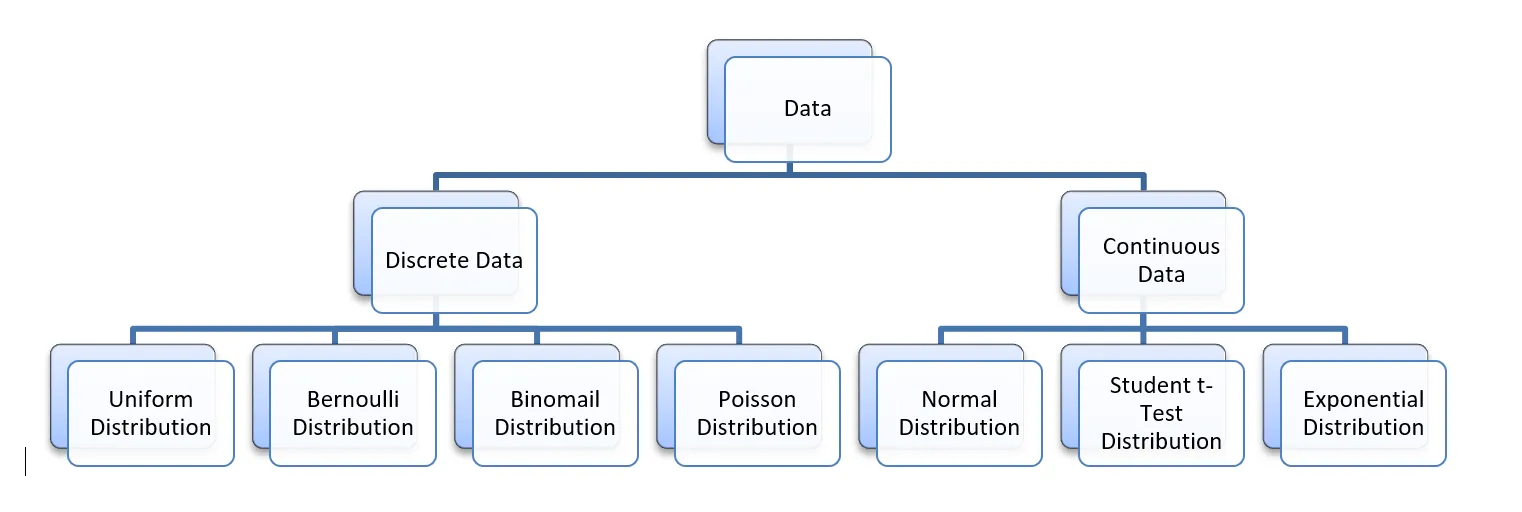 Data
Discrete Data
Continuous
Data
Uniform
Distribution
Bernoulli
Distribution
Binomail
Distribution
Poisson
Distribution
Normal
Distribution
Student t-
Test
Distribution
Exponential
Distribution